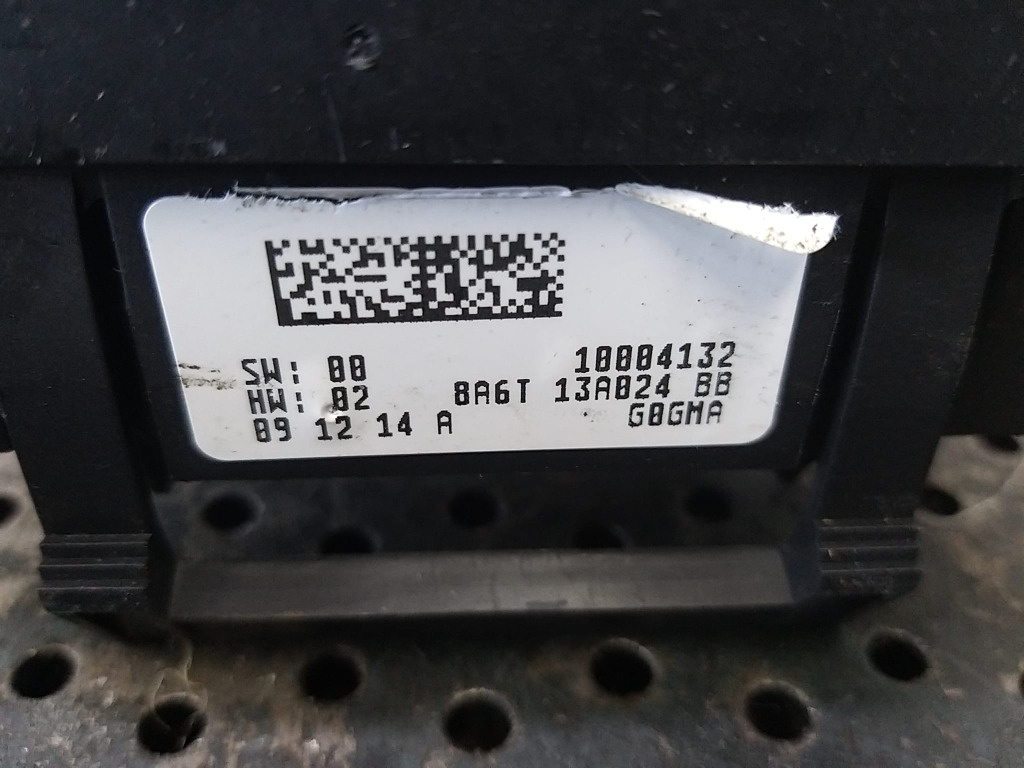 SW: 00 10004132
HW: 02 8A6T 13A024 BB
09 12 14 A G0GMA